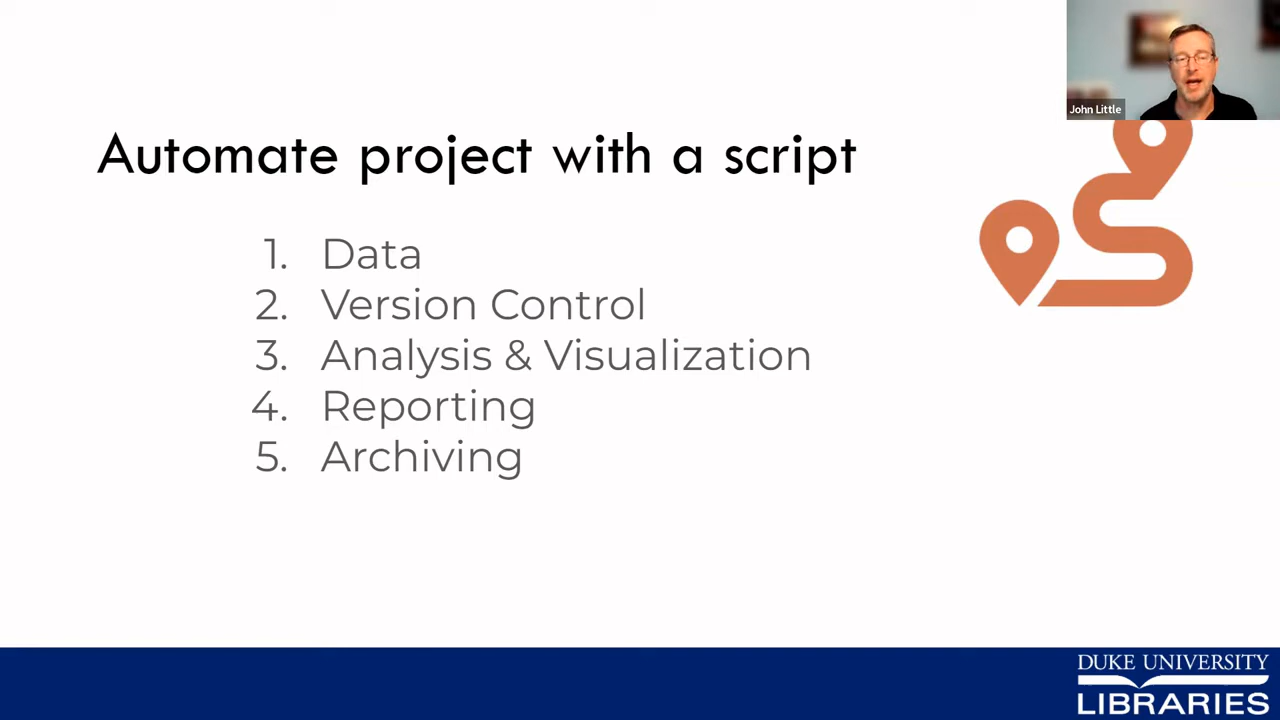 John Little
Automate project with a script
1. Data
2. Version Control
3. Analysis & Visualization
4. Reporting
5. Archiving
DUKE UNIVERSITY
LIBRARIES